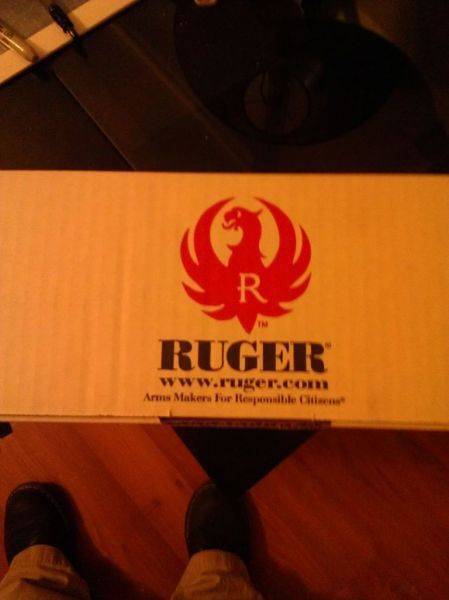 R
TM
RUGER®
www.ruger.com
Arms Makers For Responsible Citizens®